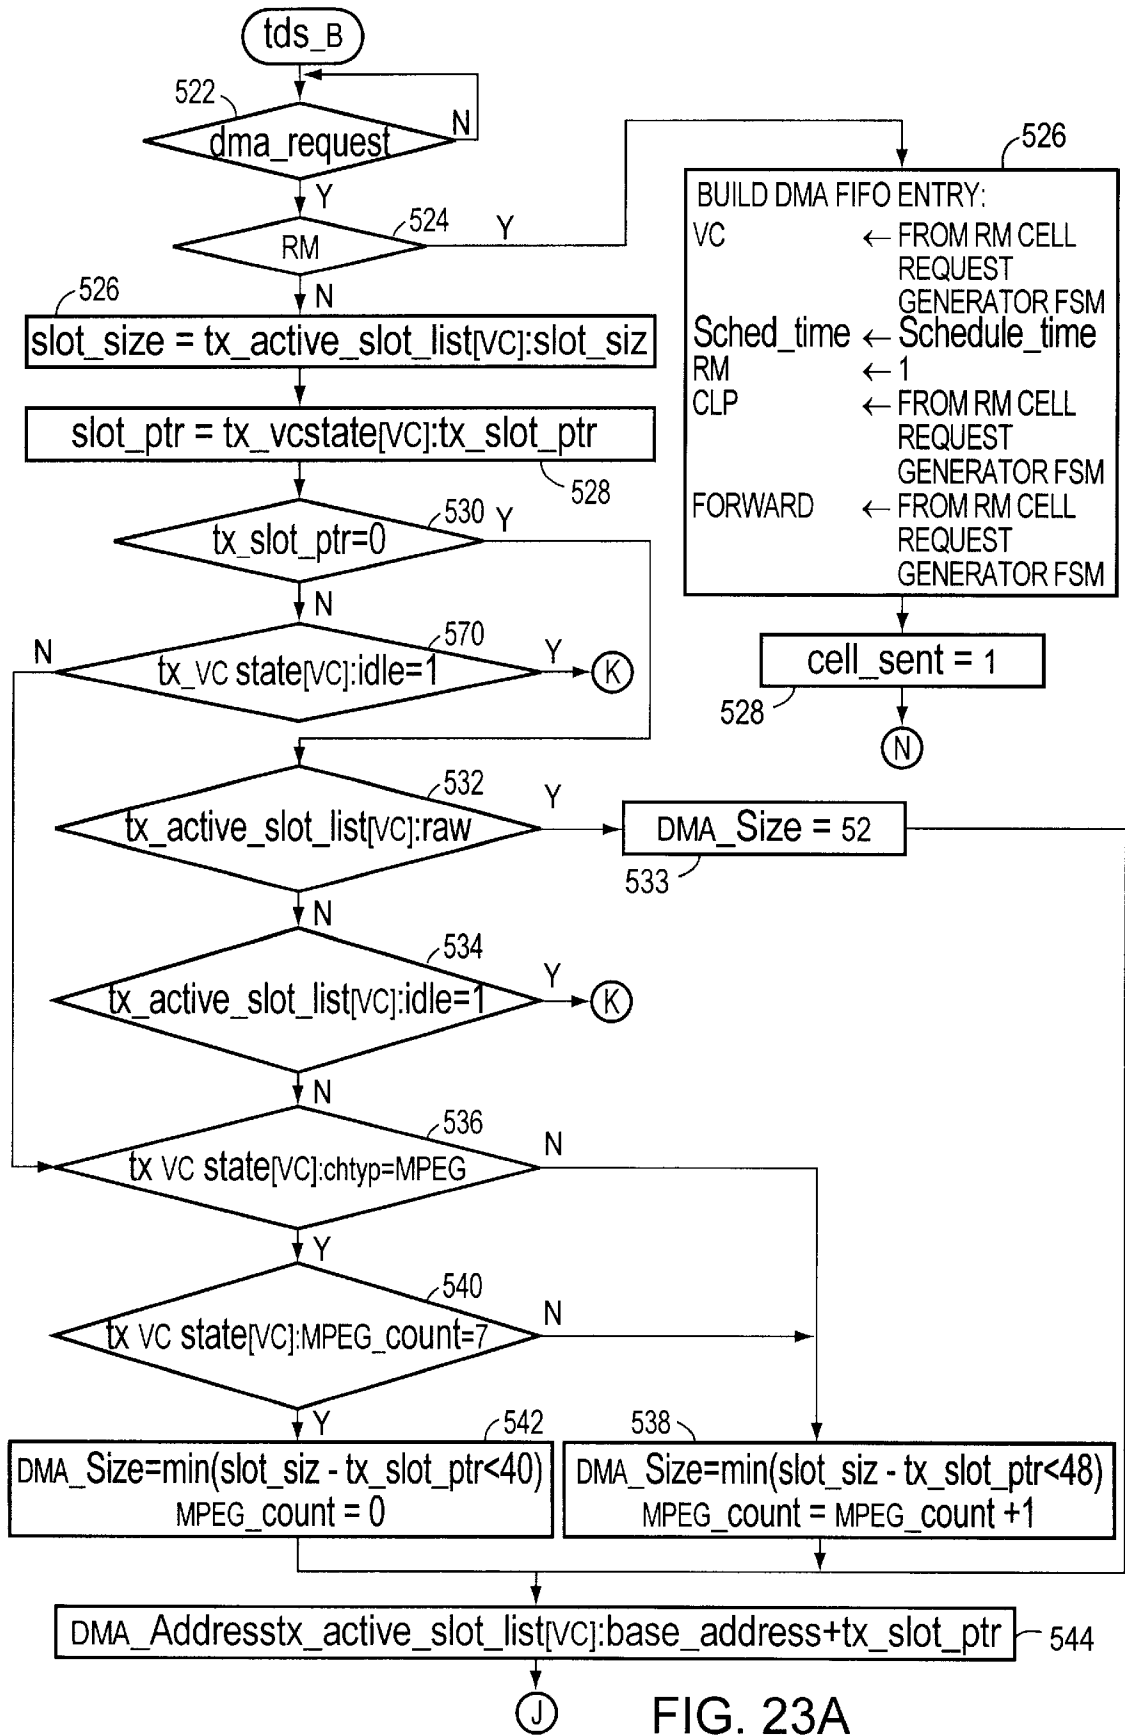 tds_B
522
dma_request
N
Y
524
RM
Y
N
526
BUILD DMA FIFO ENTRY:
VC ← FROM RM CELL
REQUEST
GENERATOR FSM
Sched_time ← Schedule_time
RM ← 1
CLP ← FROM RM CELL
REQUEST
GENERATOR FSM
FORWARD ← FROM RM CELL
REQUEST
GENERATOR FSM
cell_sent = 1
528
N
526
slot_size = tx_active_slot_list[VC]:slot_siz
slot_ptr = tx_vcstate[VC]:tx_slot_ptr
528
530
tx_slot_ptr=0
Y
N
570
tx_VC state[VC]:idle=1
N
Y
K
532
tx_active_slot_list[VC]:raw
Y
DMA_Size = 52
533
N
534
tx_active_slot_list[VC]:idle=1
Y
K
N
536
tx VC state[VC]:chtyp=MPEG
N
Y
540
tx VC state[VC]:MPEG_count=7
N
Y
542
DMA_Size=min(slot_siz - tx_slot_ptr<40)
MPEG_count = 0
538
DMA_Size=min(slot_siz - tx_slot_ptr<48)
MPEG_count = MPEG_count +1
DMA_Addresstx_active_slot_list[VC]:base_address+tx_slot_ptr
544
J
FIG. 23A